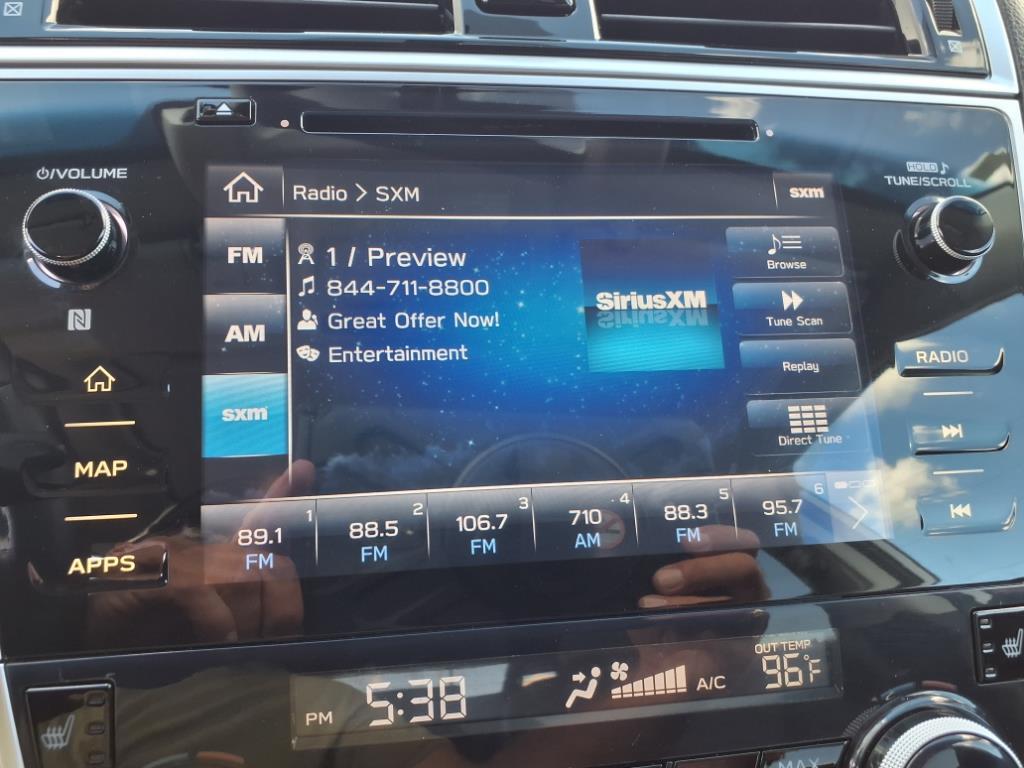 ⏻/VOLUME
HOLD ♪
TUNE/SCROLL
Radio > SXM
sxm
FM
AM
sxm
1 / Preview
844-711-8800
Great Offer Now!
Entertainment
SiriusXM
Browse
Tune Scan
Replay
Direct Tune
MAP
APPS
RADIO
1
89.1
FM
2
88.5
FM
3
106.7
FM
4
710
AM
5
88.3
FM
6
95.7
FM
PM 5:38
A/C
OUT TEMP
96°F
MAX